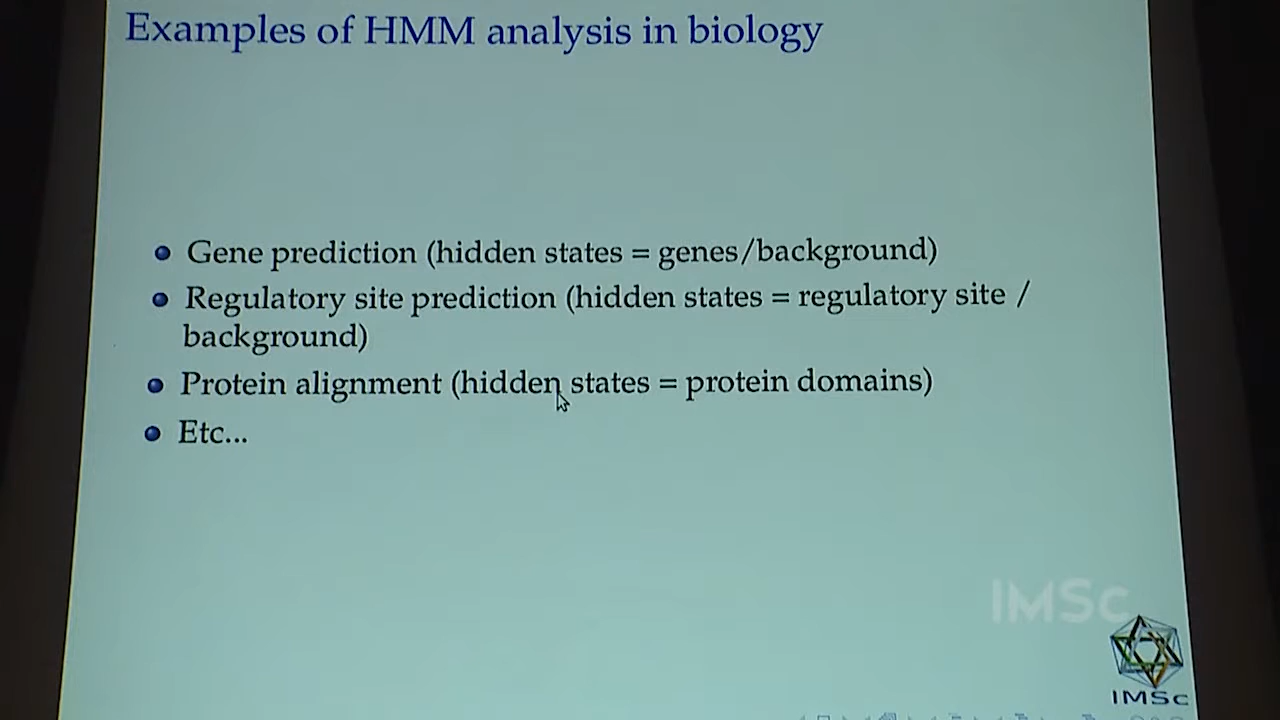 Examples of HMM analysis in biology
Gene prediction (hidden states = genes/background)
Regulatory site prediction (hidden states = regulatory site /
background)
Protein alignment (hidden states = protein domains)
Etc...
IMSc
IMSc